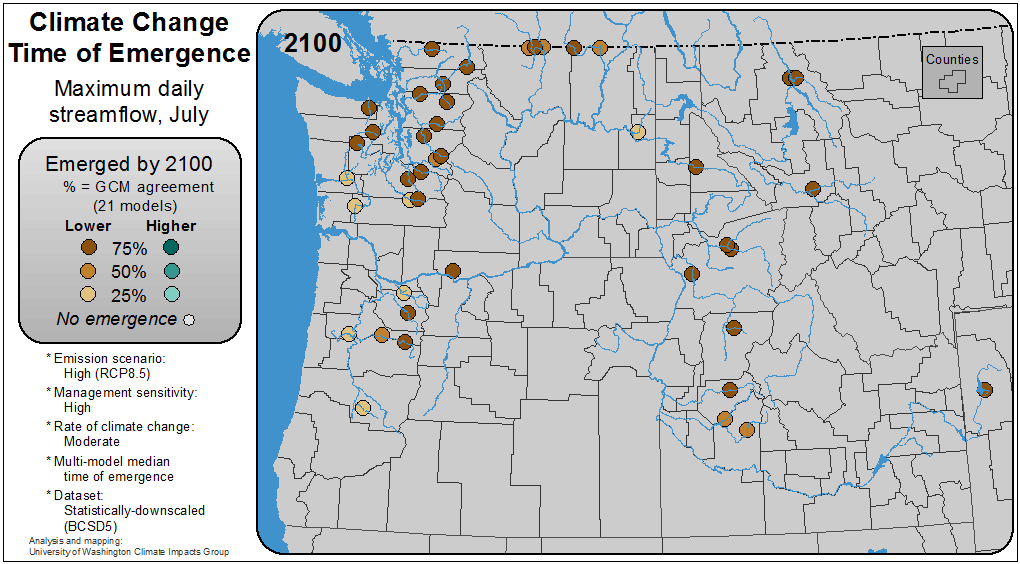 Climate Change
Time of Emergence
Maximum daily
streamflow, July
Emerged by 2100
% = GCM agreement
(21 models)
Lower Higher
75%
50%
25%
No emergence
* Emission scenario:
High (RCP8.5)
* Management sensitivity:
High
* Rate of climate change:
Moderate
* Multi-model median
time of emergence
* Dataset:
Statistically-downscaled
(BCSD5)
Analysis and mapping:
University of Washington Climate Impacts Group
2100
Counties